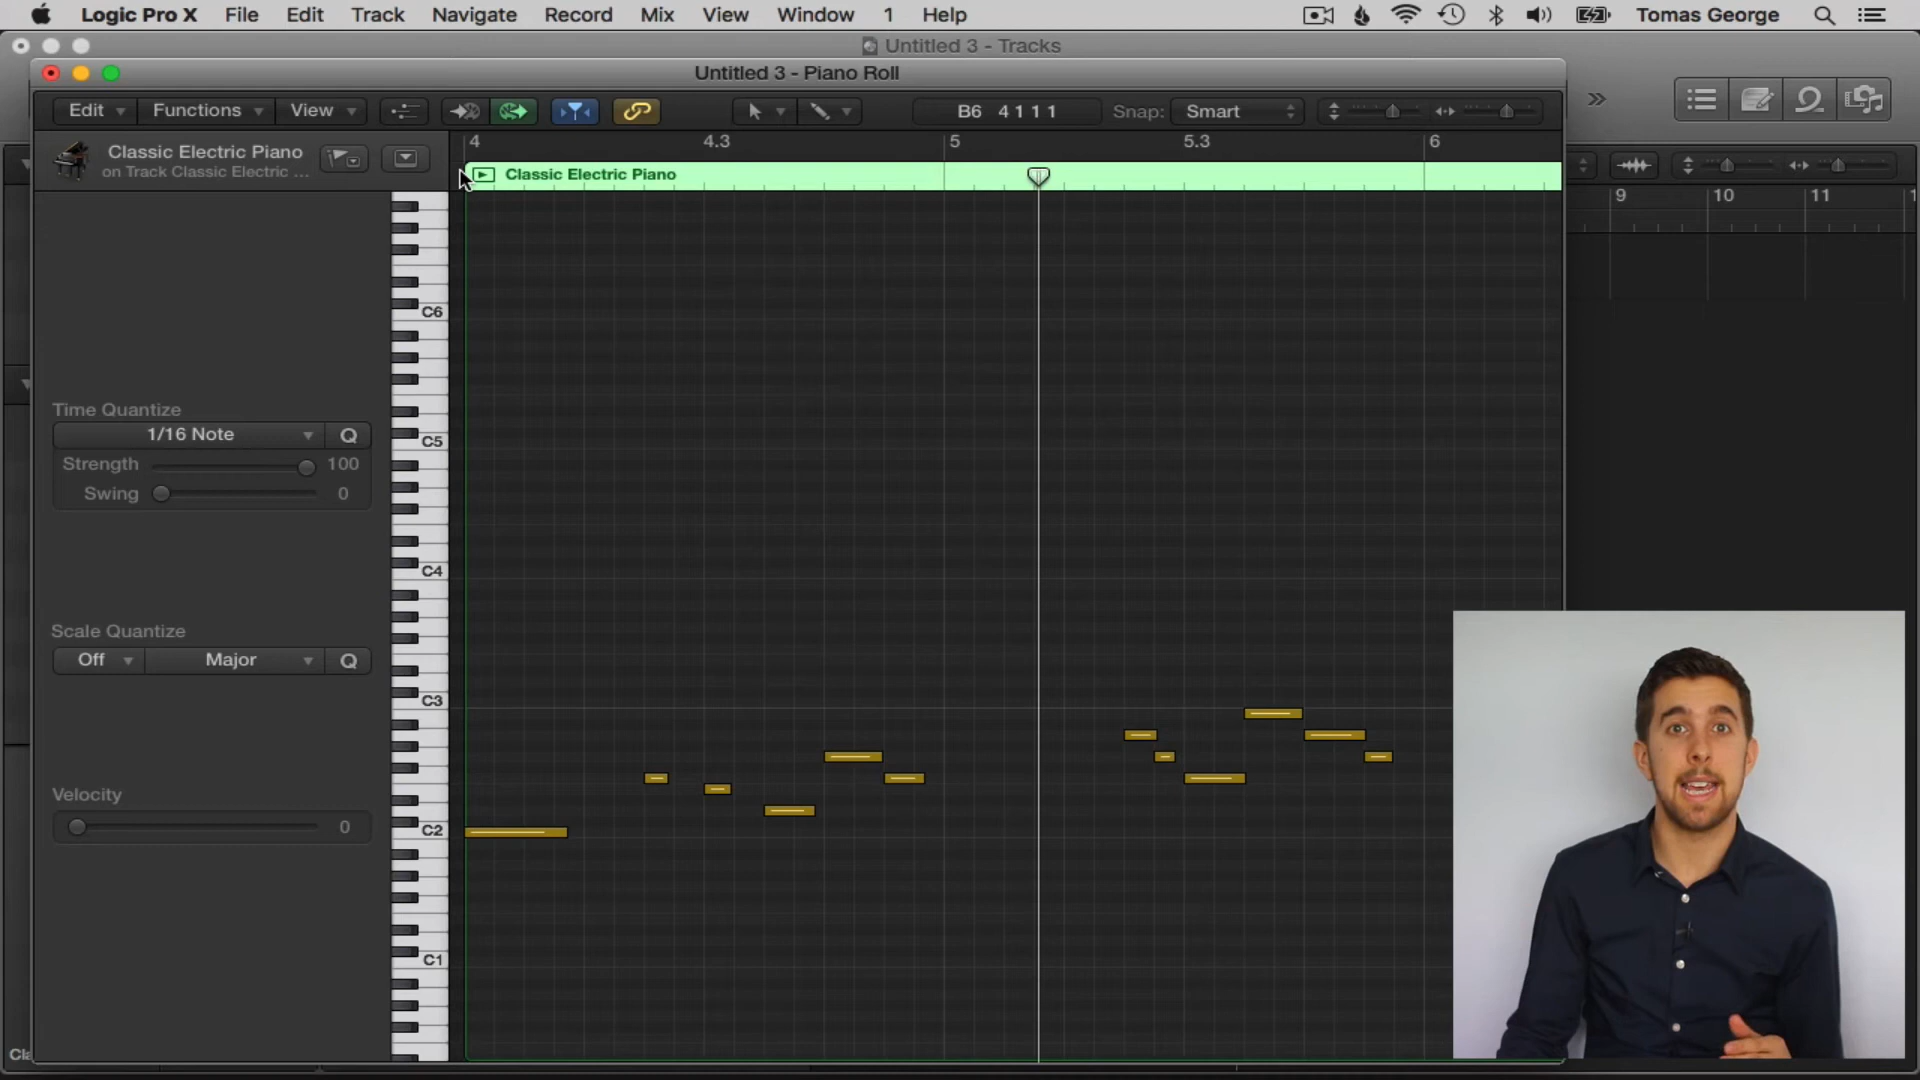 Logic Pro X File Edit Track Navigate Record Mix View Window 1 Help Tomas George
Untitled 3 - Tracks
Untitled 3 - Piano Roll
Edit Functions View B6 4 1 1 1 Snap: Smart
4 4.3 5 5.3 6
Classic Electric Piano
on Track Classic Electric ...
Classic Electric Piano
9 10 11
C6
C5
C4
C3
C2
C1
Time Quantize
1/16 Note Q
Strength 100
Swing 0
Scale Quantize
Off Major Q
Velocity
0